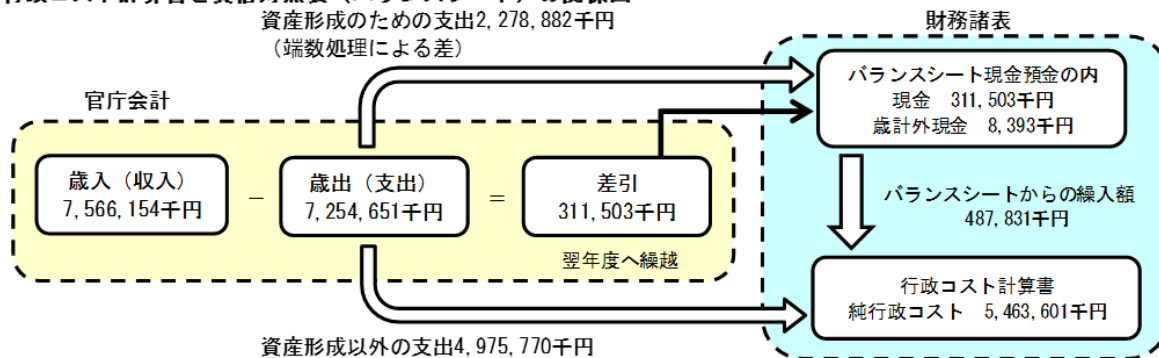 資産形成のための支出2,278,882千円
（端数処理による差）
財務諸表
官庁会計
バランスシート現金預金の内
現金　311,503千円
歳計外現金　8,393千円
歳入（収入）
7,566,154千円
－
歳出（支出）
7,254,651千円
＝
差引
311,503千円
翌年度へ繰越
バランスシートからの繰入額
487,831千円
行政コスト計算書
純行政コスト　5,463,601千円
資産形成以外の支出4,975,770千円